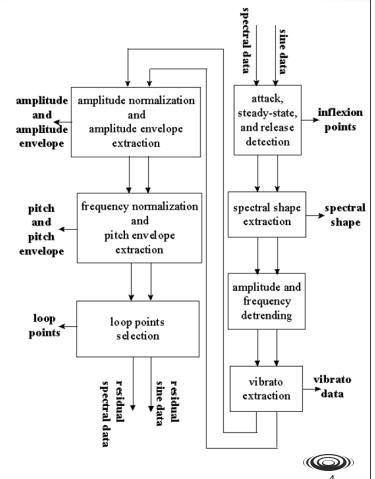 spectral data
sine data
attack,
steady-state,
and release
detection
inflexion
points
spectral shape
extraction
spectral
shape
amplitude and
frequency
detrending
vibrato
extraction
vibrato
data
amplitude normalization
and
amplitude envelope
extraction
amplitude
and
amplitude
envelope
frequency normalization
and
pitch envelope
extraction
pitch
and
pitch
envelope
loop points
selection
loop
points
residual
spectral data
residual
sine data
4